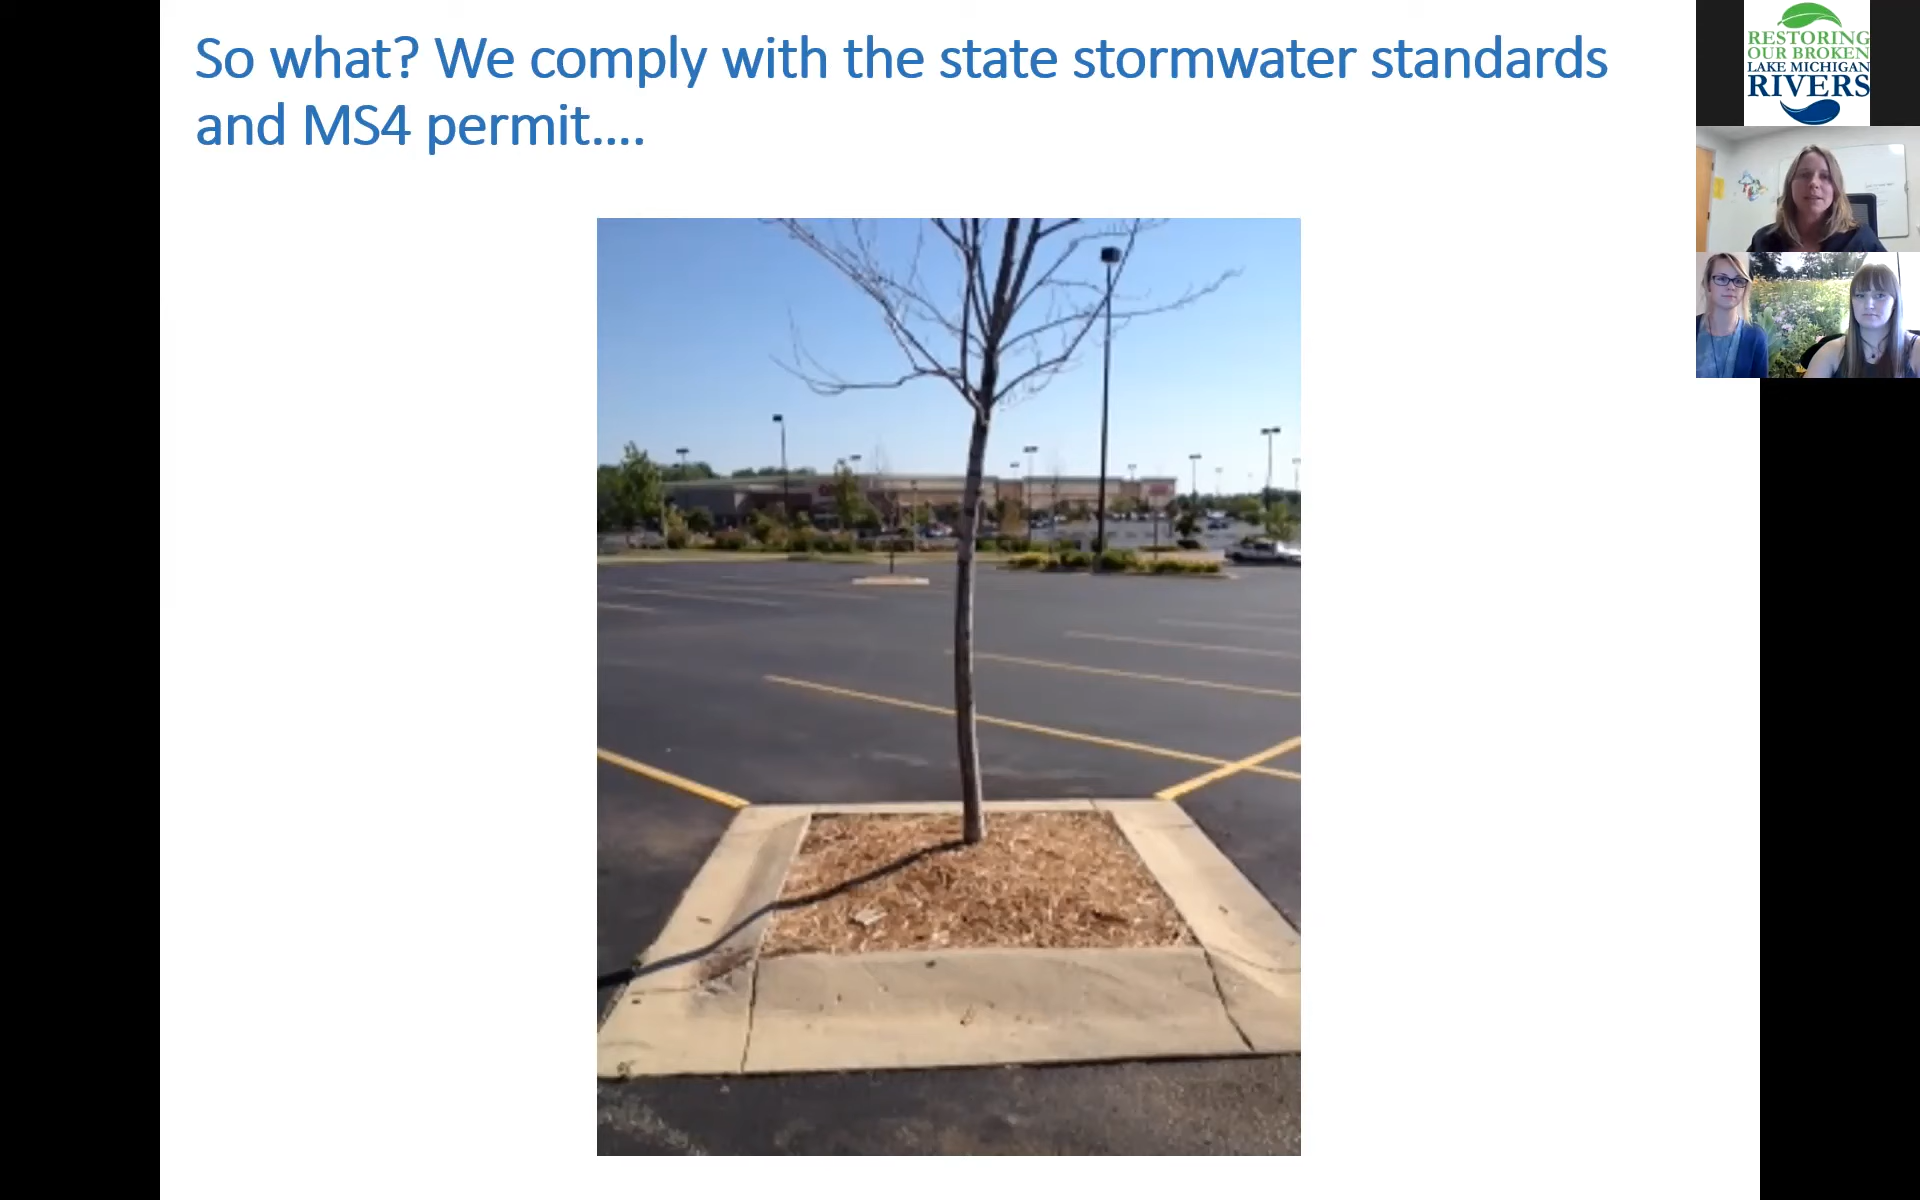 So what? We comply with the state stormwater standards
and MS4 permit....
RESTORING
OUR BROKEN
LAKE MICHIGAN
RIVERS